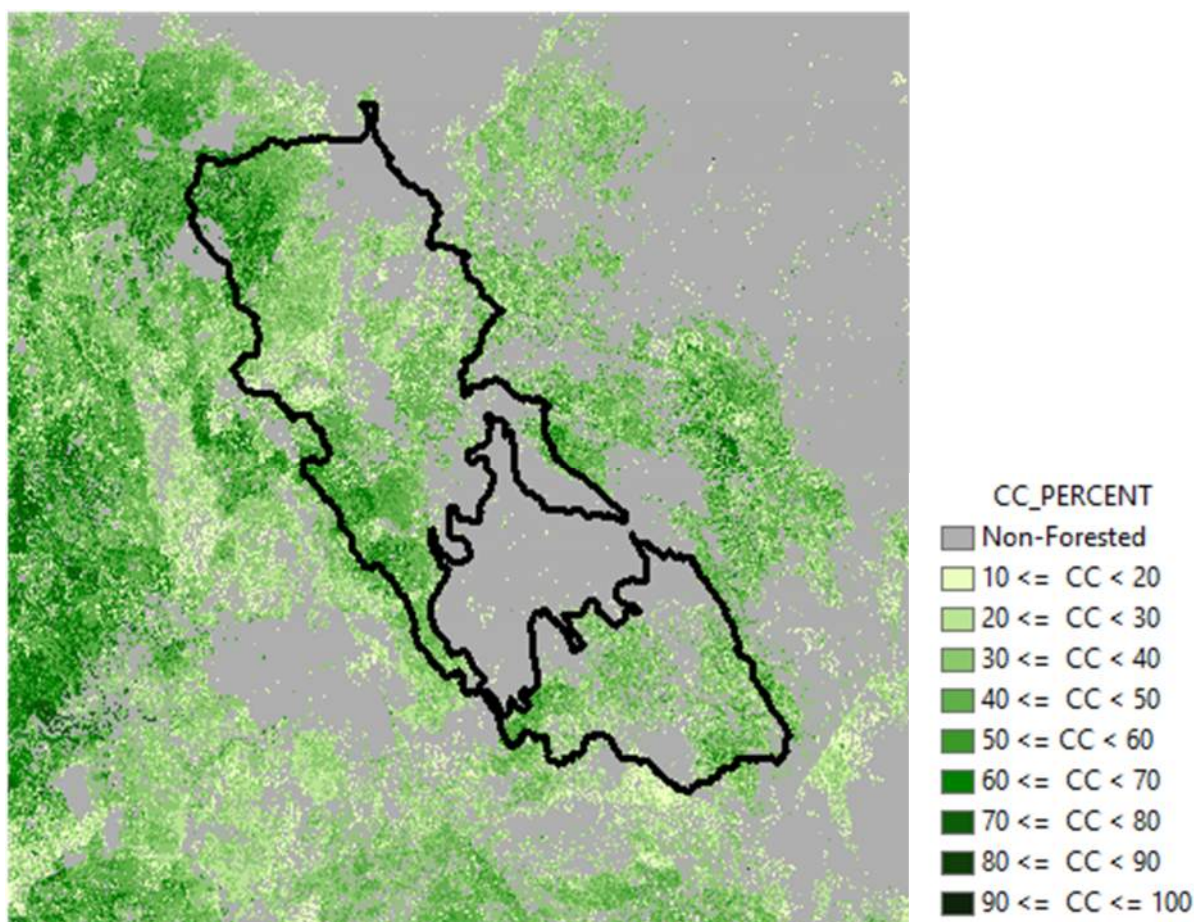 CC_PERCENT
Non-Forested
10 <= CC < 20
20 <= CC < 30
30 <= CC < 40
40 <= CC < 50
50 <= CC < 60
60 <= CC < 70
70 <= CC < 80
80 <= CC < 90
90 <= CC <= 100